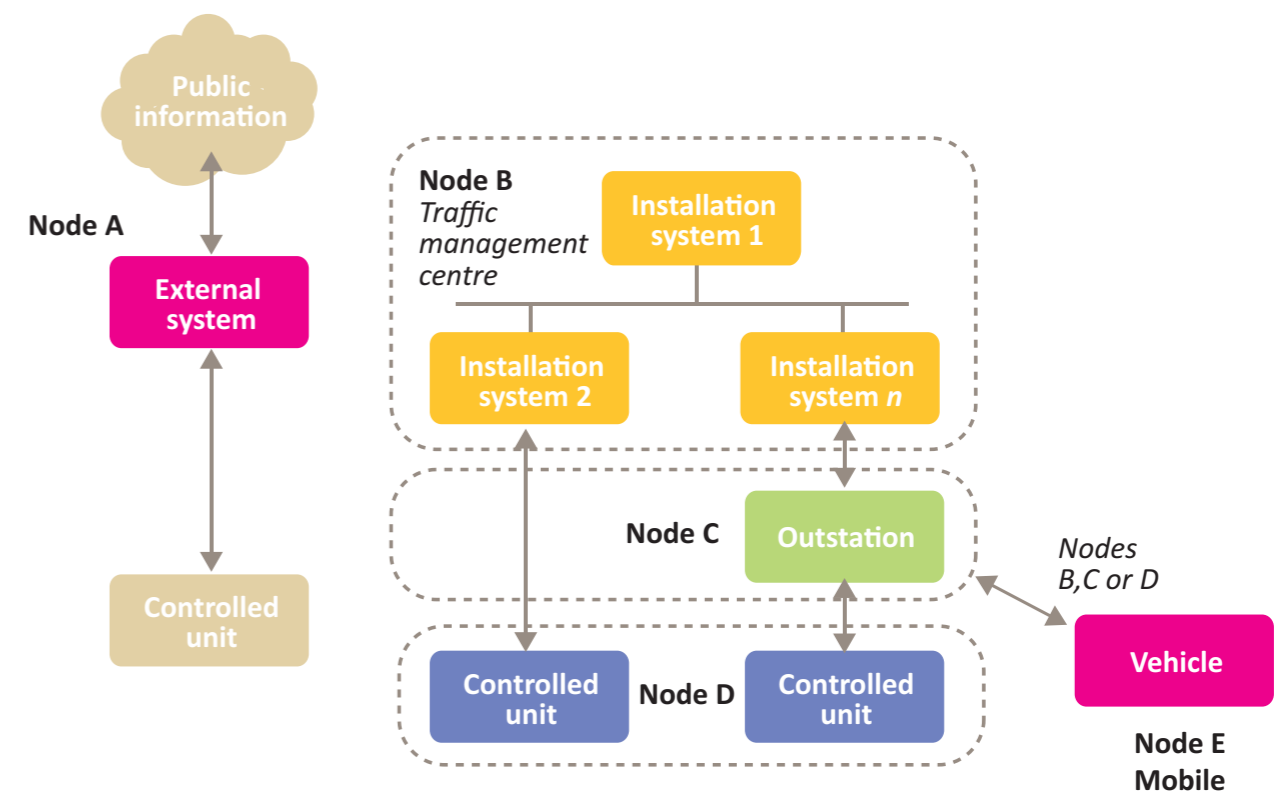 Public
information
Node A
External
system
Controlled
unit
Node B
Traffic
management
centre
Installation
system 1
Installation
system 2
Installation
system n
Node C
Outstation
Controlled
unit
Node D
Controlled
unit
Nodes
B,C or D
Vehicle
Node E
Mobile